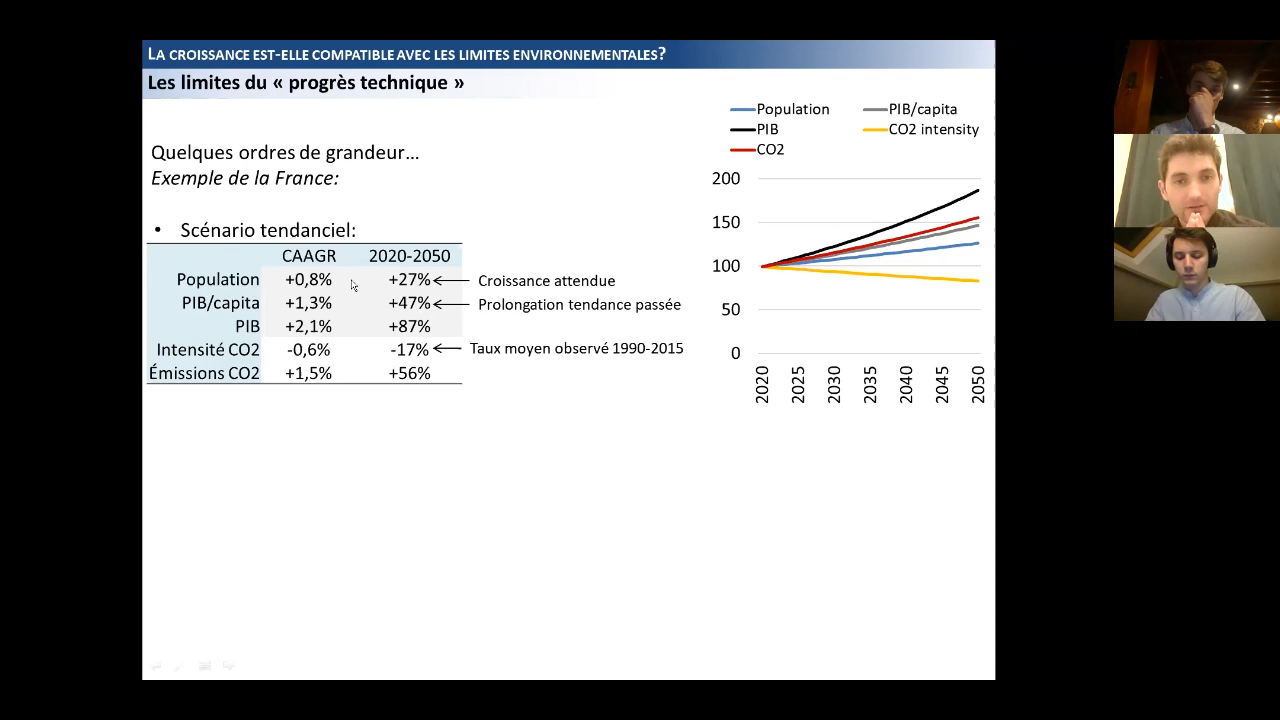 LA CROISSANCE EST-ELLE COMPATIBLE AVEC LES LIMITES ENVIRONNEMENTALES?
Les limites du « progrès technique »
Quelques ordres de grandeur…
Exemple de la France:
• Scénario tendanciel:
CAAGR 2020-2050
Population +0,8% +27% Croissance attendue
PIB/capita +1,3% +47% Prolongation tendance passée
PIB +2,1% +87%
Intensité CO2 -0,6% -17% Taux moyen observé 1990-2015
Émissions CO2 +1,5% +56%
Population PIB/capita
PIB CO2 intensity
CO2
200
150
100
50
0
2020 2025 2030 2035 2040 2045 2050